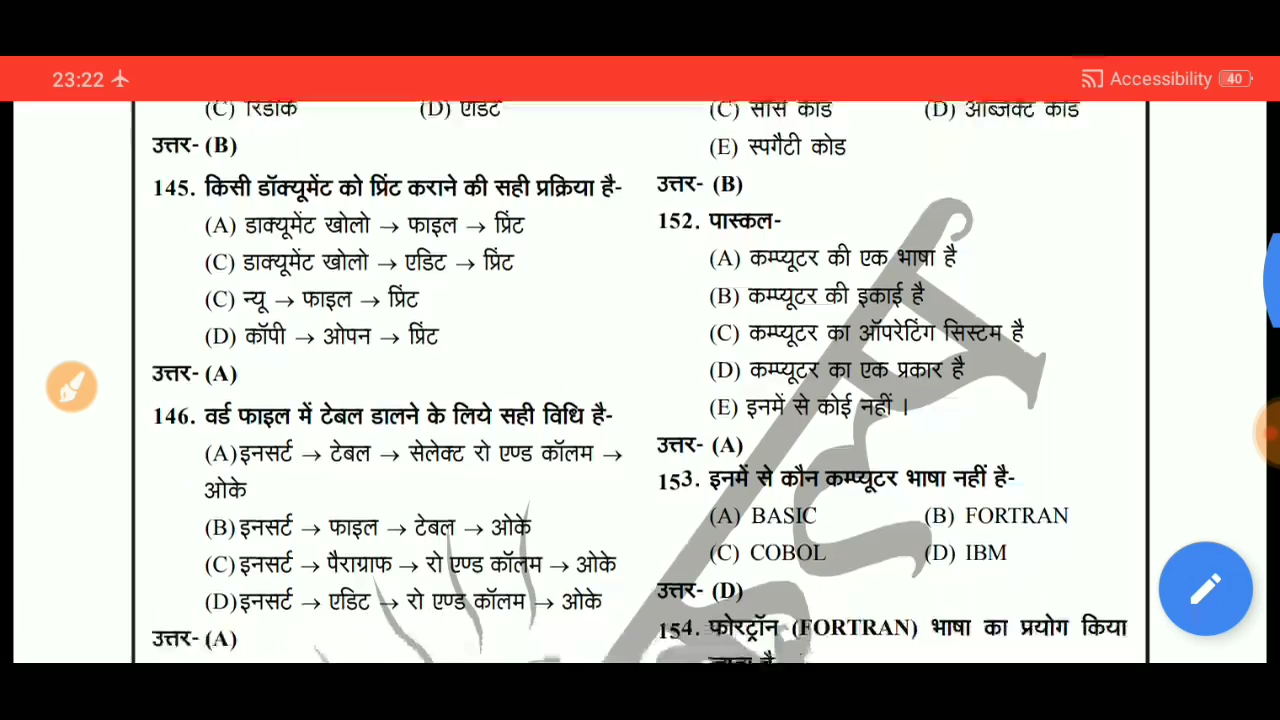 23:22
Accessibility 40
(C) रिडीक (D) एडिट
उत्तर- (B)
145. किसी डॉक्यूमेंट को प्रिंट कराने की सही प्रक्रिया है-
(A) डाक्यूमेंट खोलो → फाइल → प्रिंट
(C) डाक्यूमेंट खोलो → एडिट → प्रिंट
(C) न्यू → फाइल → प्रिंट
(D) कॉपी → ओपन → प्रिंट
उत्तर- (A)
146. वर्ड फाइल में टेबल डालने के लिये सही विधि है-
(A) इनसर्ट → टेबल → सेलेक्ट रो एण्ड कॉलम →
ओके
(B) इनसर्ट → फाइल → टेबल → ओके
(C) इनसर्ट → पैराग्राफ → रो एण्ड कॉलम → ओके
(D) इनसर्ट → एडिट → रो एण्ड कॉलम → ओके
उत्तर- (A)
(C) सोर्स कोड (D) ऑब्जेक्ट कोड
(E) स्पगैटी कोड
उत्तर- (B)
152. पास्कल-
(A) कम्प्यूटर की एक भाषा है
(B) कम्प्यूटर की इकाई है
(C) कम्प्यूटर का ऑपरेटिंग सिस्टम है
(D) कम्प्यूटर का एक प्रकार है
(E) इनमें से कोई नहीं ।
उत्तर- (A)
153. इनमें से कौन कम्प्यूटर भाषा नहीं है-
(A) BASIC (B) FORTRAN
(C) COBOL (D) IBM
उत्तर- (D)
154. फोरट्रॉन (FORTRAN) भाषा का प्रयोग किया